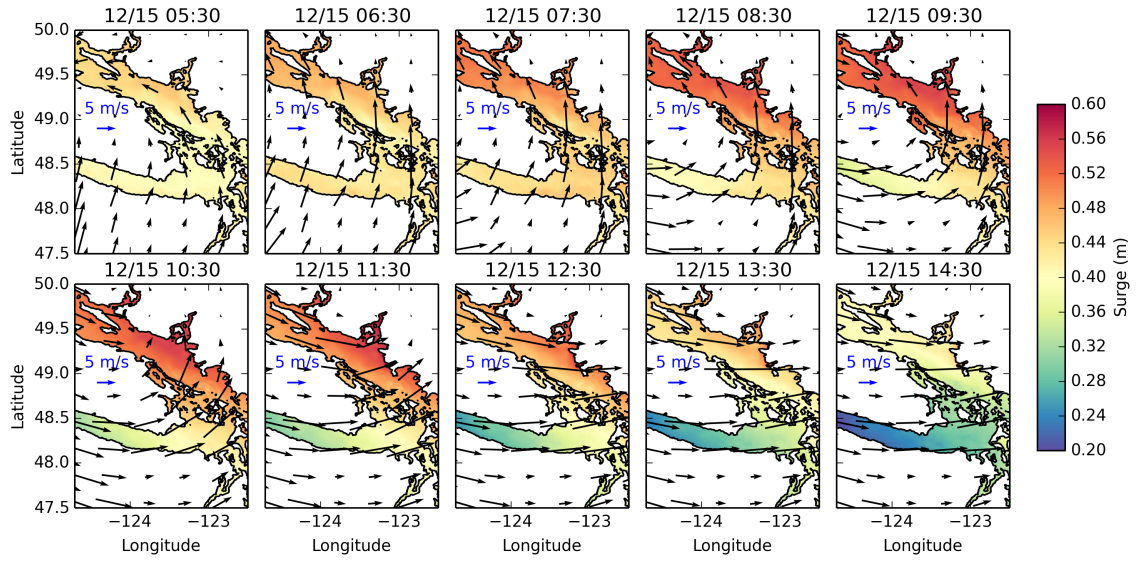 12/15 05:30 12/15 06:30 12/15 07:30 12/15 08:30 12/15 09:30
50.0
49.5
49.0
48.5
48.0
47.5
Latitude
5 m/s 5 m/s 5 m/s 5 m/s 5 m/s
12/15 10:30 12/15 11:30 12/15 12:30 12/15 13:30 12/15 14:30
50.0
49.5
49.0
48.5
48.0
47.5
Latitude
5 m/s 5 m/s 5 m/s 5 m/s 5 m/s
−124 −123 −124 −123 −124 −123 −124 −123 −124 −123
Longitude Longitude Longitude Longitude Longitude
0.60
0.56
0.52
0.48
0.44
0.40
0.36
0.32
0.28
0.24
0.20
Surge (m)